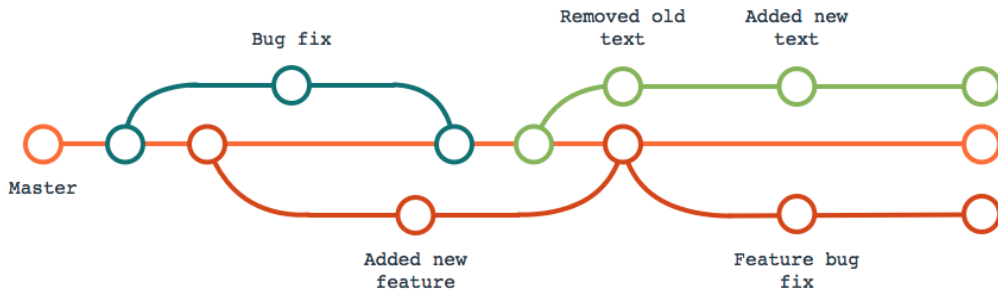 Removed old
text
Added new
text
Bug fix
Master
Added new
feature
Feature bug
fix